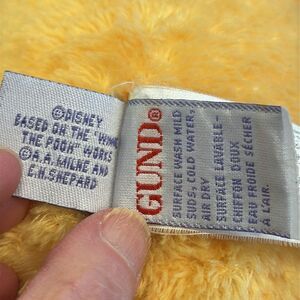 ©DISNEY
BASED ON THE "WINN
THE POOH" WORKS
©A.A. MILNE AND
E.H. SHEPARD
GUND®
SURFACE WASH MILD
SUDS, COLD WATER,
AIR DRY
SURFACE LAVABLE-
CHIFFON DOUX
EAU FROIDE SÉCHER
A L'AIR.